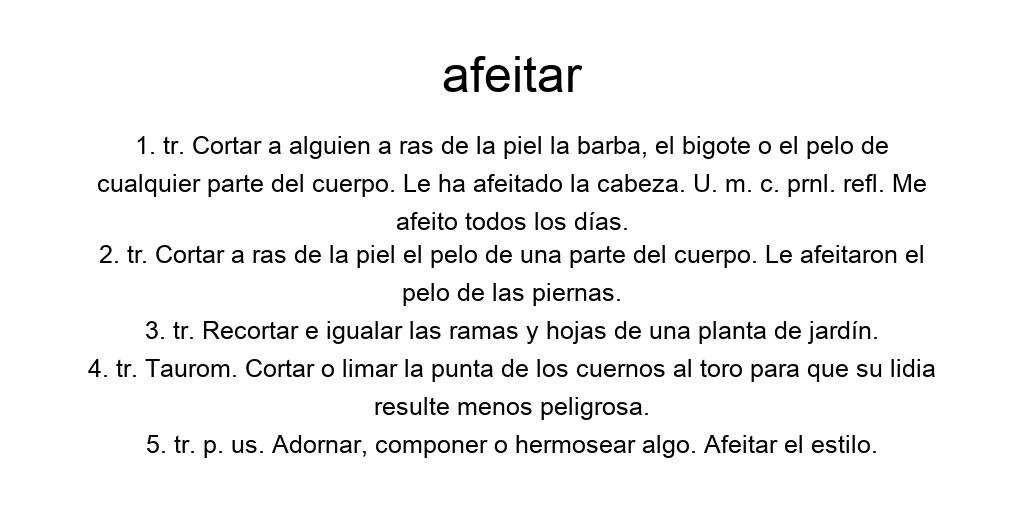 afeitar
1. tr. Cortar a alguien a ras de la piel la barba, el bigote o el pelo de
cualquier parte del cuerpo. Le ha afeitado la cabeza. U. m. c. prnl. refl. Me
afeito todos los días.
2. tr. Cortar a ras de la piel el pelo de una parte del cuerpo. Le afeitaron el
pelo de las piernas.
3. tr. Recortar e igualar las ramas y hojas de una planta de jardín.
4. tr. Taurom. Cortar o limar la punta de los cuernos al toro para que su lidia
resulte menos peligrosa.
5. tr. p. us. Adornar, componer o hermosear algo. Afeitar el estilo.